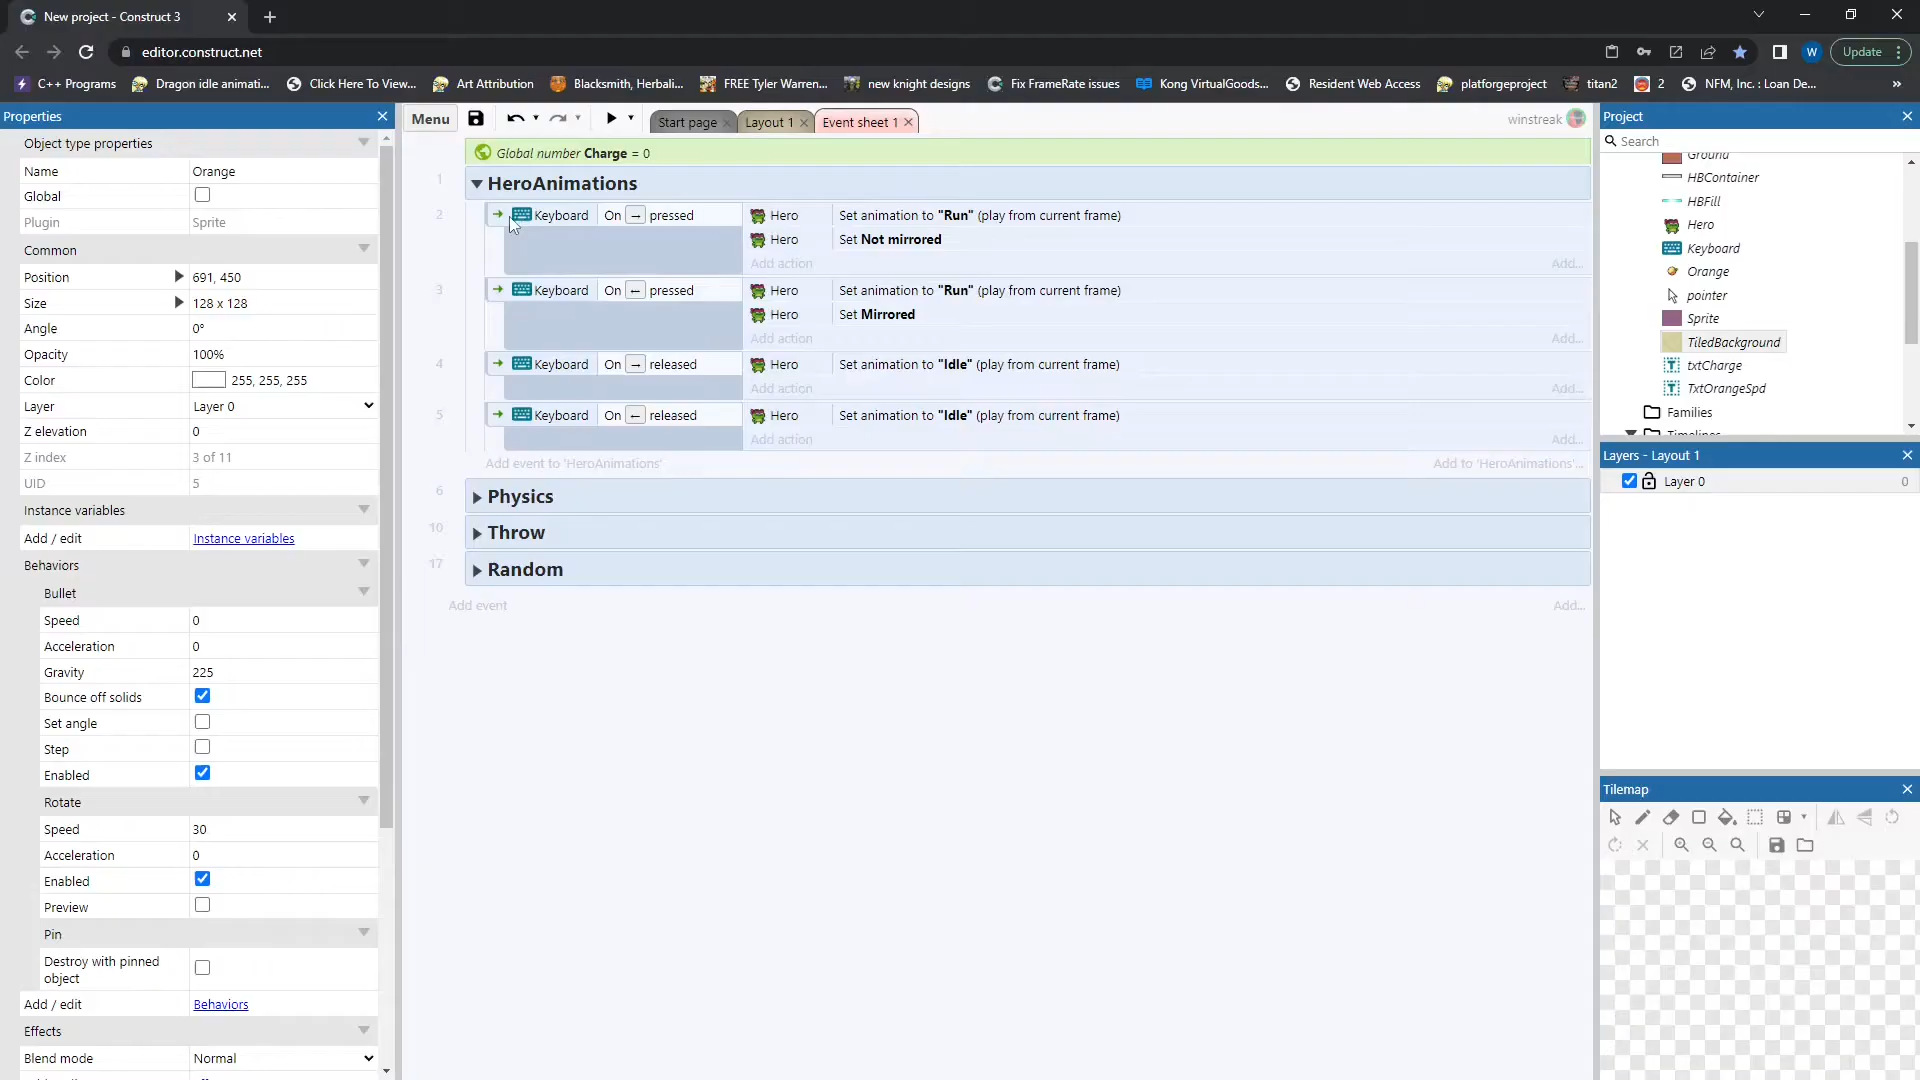 New project - Construct 3
editor.construct.net
W
Update
C++ Programs
Dragon idle animati...
Click Here To View...
Art Attribution
Blacksmith, Herbali...
FREE Tyler Warren...
new knight designs
Fix FrameRate issues
Kong VirtualGoods...
Resident Web Access
platforgeproject
titan2
2
NFM, Inc. : Loan De...
Properties
Menu
Start page
Layout 1
Event sheet 1
winstreak
Project
Object type properties
Name Orange
Global
Plugin Sprite
Common
Position 691, 450
Size 128 x 128
Angle 0°
Opacity 100%
Color 255, 255, 255
Layer Layer 0
Z elevation 0
Z index 3 of 11
UID 5
Instance variables
Add / edit Instance variables
Behaviors
Bullet
Speed 0
Acceleration 0
Gravity 225
Bounce off solids
Set angle
Step
Enabled
Rotate
Speed 30
Acceleration 0
Enabled
Preview
Pin
Destroy with pinned
object
Add / edit Behaviors
Effects
Blend mode Normal
Global number Charge = 0
1 HeroAnimations
2 Keyboard On → pressed Hero Set animation to "Run" (play from current frame)
Hero Set Not mirrored
Add action Add...
3 Keyboard On ← pressed Hero Set animation to "Run" (play from current frame)
Hero Set Mirrored
Add action Add...
4 Keyboard On → released Hero Set animation to "Idle" (play from current frame)
Add action Add...
5 Keyboard On ← released Hero Set animation to "Idle" (play from current frame)
Add action Add...
Add event to 'HeroAnimations' Add to 'HeroAnimations'...
6 Physics
10 Throw
17 Random
Add event Add...
Search
Ground
HBContainer
HBFill
Hero
Keyboard
Orange
pointer
Sprite
TiledBackground
txtCharge
TxtOrangeSpd
Families
Timelines
Layers - Layout 1
Layer 0 0
Tilemap